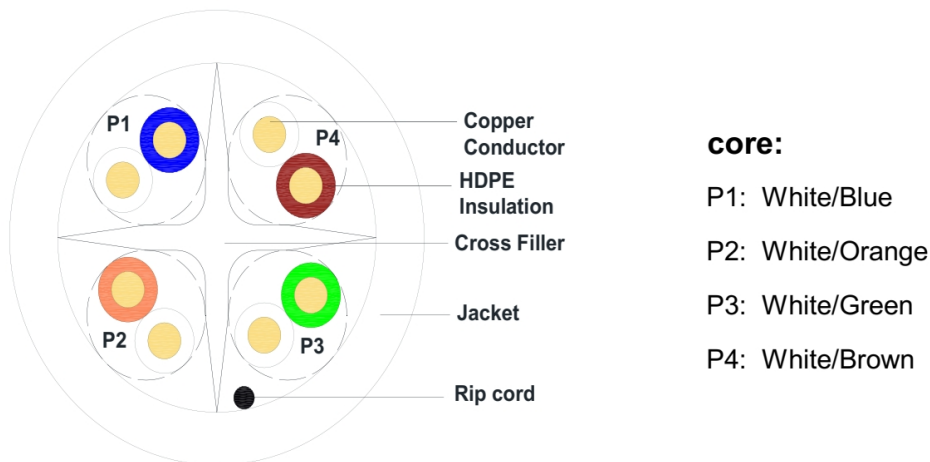 P1
P4
P2
P3
Copper
Conductor
HDPE
Insulation
Cross Filler
Jacket
Rip cord
core:
P1: White/Blue
P2: White/Orange
P3: White/Green
P4: White/Brown